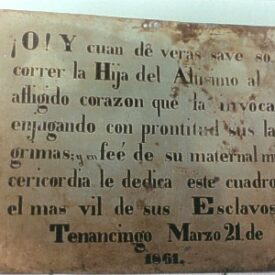 ¡O! Y cuan dê veras save so
correr la Hija del Altisimo al
afligido corazon que la invoca
enjugando con prontitud sus la
grimas; y en feé de su maternal mi
cericordia le dedica este cuadro
el mas vil de sus Esclavos
Tenancingo Marzo 21 de
1861.